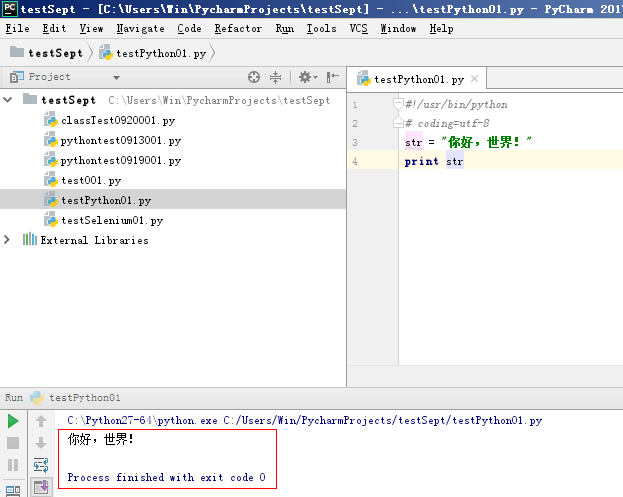 testSept - [C:\Users\Win\PycharmProjects\testSept] - ...\testPython01.py - PyCharm 201
File Edit View Navigate Code Refactor Run Tools VCS Window Help
testSept testPython01.py
Project
testPython01.py
testSept C:\Users\Win\PycharmProjects\testSept
classTest0920001.py
pythontest0913001.py
pythontest0919001.py
test001.py
testPython01.py
testSelenium01.py
External Libraries
1 #!/usr/bin/python
2 # coding=utf-8
3 str = "你好，世界！"
4 print str
Run testPython01
C:\Python27-64\python.exe C:/Users/Win/PycharmProjects/testSept/testPython01.py
你好，世界！
Process finished with exit code 0